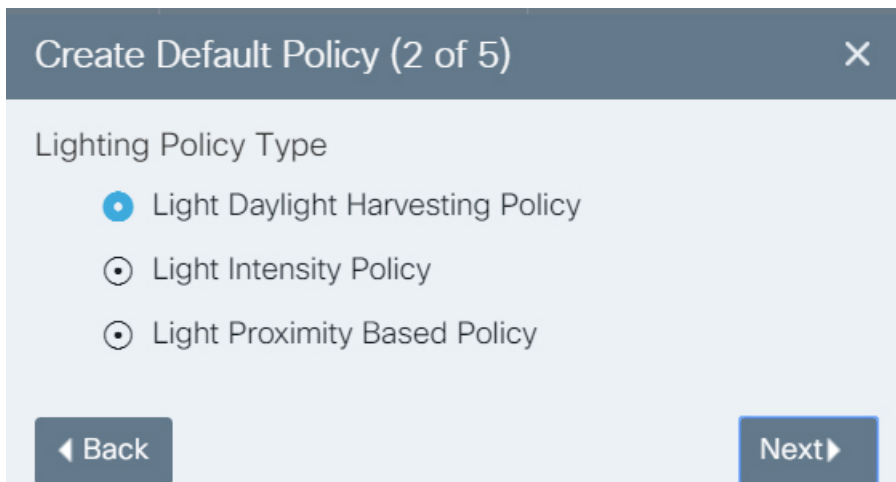 Create Default Policy (2 of 5)
Lighting Policy Type
Light Daylight Harvesting Policy
Light Intensity Policy
Light Proximity Based Policy
Back
Next